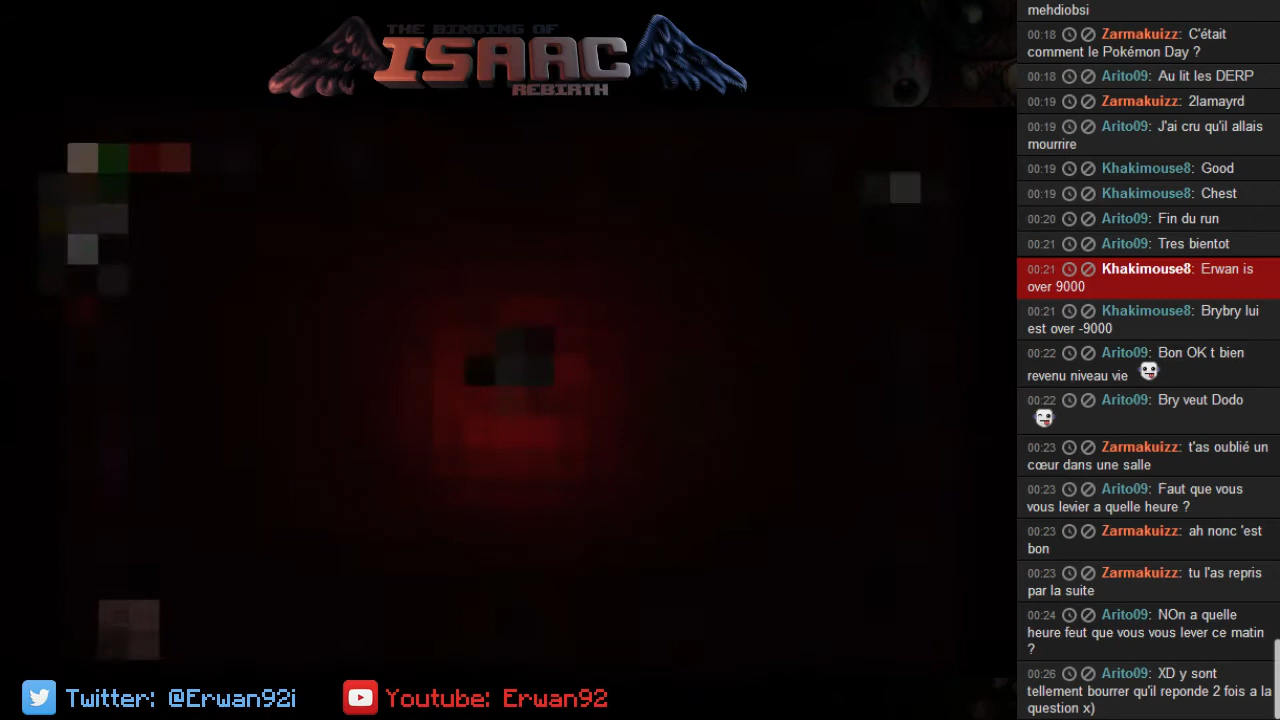 THE BINDING OF
ISAAC
REBIRTH
mehdiobsi
00:18 Zarmakuizz: C'était
comment le Pokémon Day ?
00:18 Arito09: Au lit les DERP
00:19 Zarmakuizz: 2lamayrd
00:19 Arito09: J'ai cru qu'il allais
mourrire
00:19 Khakimouse8: Good
00:19 Khakimouse8: Chest
00:20 Arito09: Fin du run
00:21 Arito09: Tres bientot
00:21 Khakimouse8: Erwan is
over 9000
00:21 Khakimouse8: Brybry lui
est over -9000
00:22 Arito09: Bon OK t bien
revenu niveau vie
00:22 Arito09: Bry veut Dodo
00:23 Zarmakuizz: t'as oublié un
cœur dans une salle
00:23 Arito09: Faut que vous
vous levier a quelle heure ?
00:23 Zarmakuizz: ah nonc 'est
bon
00:23 Zarmakuizz: tu l'as repris
par la suite
00:24 Arito09: NOn a quelle
heure feut que vous vous lever ce matin
?
00:26 Arito09: XD y sont
tellement bourrer qu'il reponde 2 fois a la
question x)
Twitter: @Erwan92i
Youtube: Erwan92